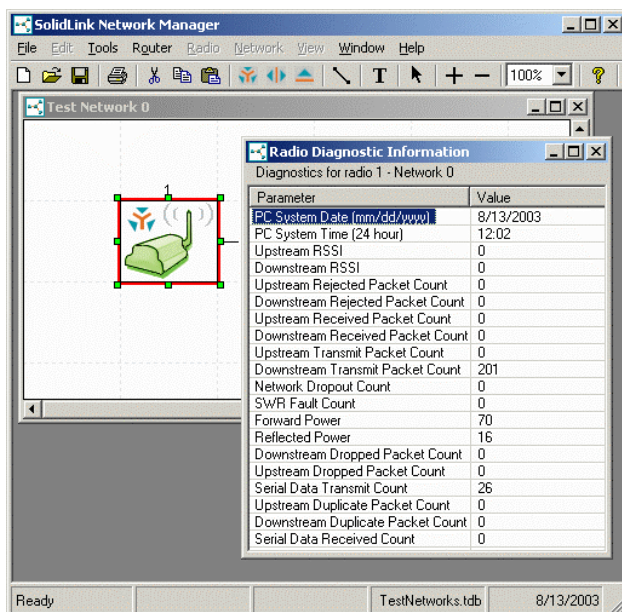 SolidLink Network Manager
File Edit Tools Router Radio Network View Window Help
T 100% ?
Test Network 0
1
Radio Diagnostic Information
Diagnostics for radio 1 - Network 0
Parameter Value
PC System Date (mm/dd/yyyy) 8/13/2003
PC System Time (24 hour) 12:02
Upstream RSSI 0
Downstream RSSI 0
Upstream Rejected Packet Count 0
Downstream Rejected Packet Count 0
Upstream Received Packet Count 0
Downstream Received Packet Count 0
Upstream Transmit Packet Count 0
Downstream Transmit Packet Count 201
Network Dropout Count 0
SWR Fault Count 0
Forward Power 70
Reflected Power 16
Downstream Dropped Packet Count 0
Upstream Dropped Packet Count 0
Serial Data Transmit Count 26
Upstream Duplicate Packet Count 0
Downstream Duplicate Packet Count 0
Serial Data Received Count 0
Ready TestNetworks.tdb 8/13/2003